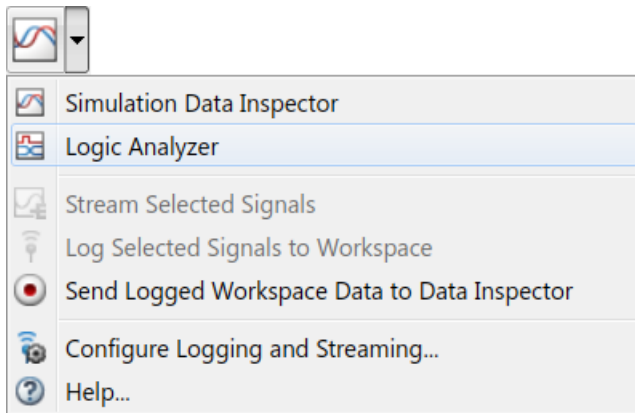 Simulation Data Inspector
Logic Analyzer
Stream Selected Signals
Log Selected Signals to Workspace
Send Logged Workspace Data to Data Inspector
Configure Logging and Streaming...
Help...